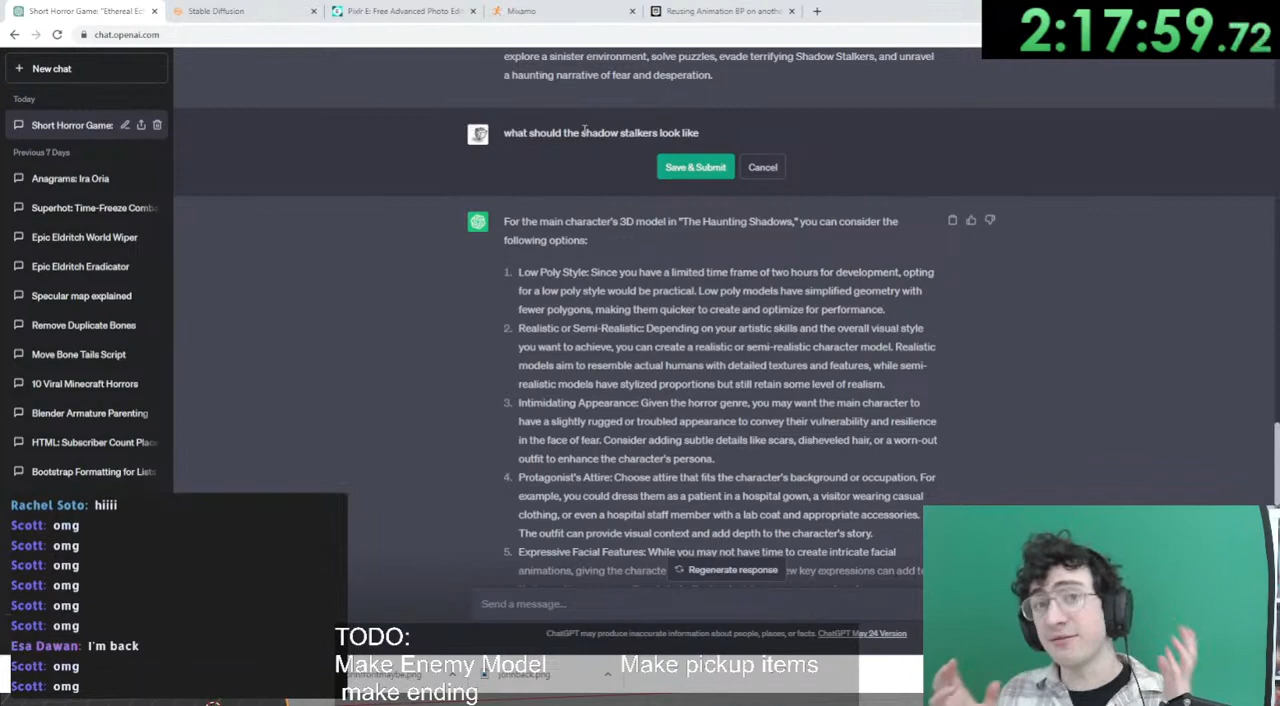 Short Horror Game: "Ethereal Ec
Stable Diffusion
Pixlr E: Free Advanced Photo Edi
Mixamo
Reusing Animation BP on anoth
2:17:59.72
chat.openai.com
New chat
Today
Short Horror Game:
Previous 7 Days
Anagrams: Ira Oria
Superhot: Time-Freeze Comba
Epic Eldritch World Wiper
Epic Eldritch Eradicator
Specular map explained
Remove Duplicate Bones
Move Bone Tails Script
10 Viral Minecraft Horrors
Blender Armature Parenting
HTML: Subscriber Count Plac
Bootstrap Formatting for Lists
explore a sinister environment, solve puzzles, evade terrifying Shadow Stalkers, and unravel
a haunting narrative of fear and desperation.
what should the shadow stalkers look like
Save & Submit
Cancel
For the main character's 3D model in "The Haunting Shadows," you can consider the
following options:
1. Low Poly Style: Since you have a limited time frame of two hours for development, opting
for a low poly style would be practical. Low poly models have simplified geometry with
fewer polygons, making them quicker to create and optimize for performance.
2. Realistic or Semi-Realistic: Depending on your artistic skills and the overall visual style
you want to achieve, you can create a realistic or semi-realistic character model. Realistic
models aim to resemble actual humans with detailed textures and features, while semi-
realistic models have stylized proportions but still retain some level of realism.
3. Intimidating Appearance: Given the horror genre, you may want the main character to
have a slightly rugged or troubled appearance to convey their vulnerability and resilience
in the face of fear. Consider adding subtle details like scars, disheveled hair, or a worn-out
outfit to enhance the character's persona.
4. Protagonist's Attire: Choose attire that fits the character's background or occupation. For
example, you could dress them as a patient in a hospital gown, a visitor wearing casual
clothing, or even a hospital staff member with a lab coat and appropriate accessories.
The outfit can provide visual context and add depth to the character's story.
5. Expressive Facial Features: While you may not have time to create intricate facial
animations, giving the characte
ew key expressions can add to
Regenerate response
Send a message...
ChatGPT may produce inaccurate information about people, places, or facts. ChatGPT May 24 Version
Rachel Soto: hiiii
Scott: omg
Scott: omg
Scott: omg
Scott: omg
Scott: omg
Scott: omg
Esa Dawan: I'm back
Scott: omg
Scott: omg
TODO:
Make Enemy Model
Make pickup items
make ending